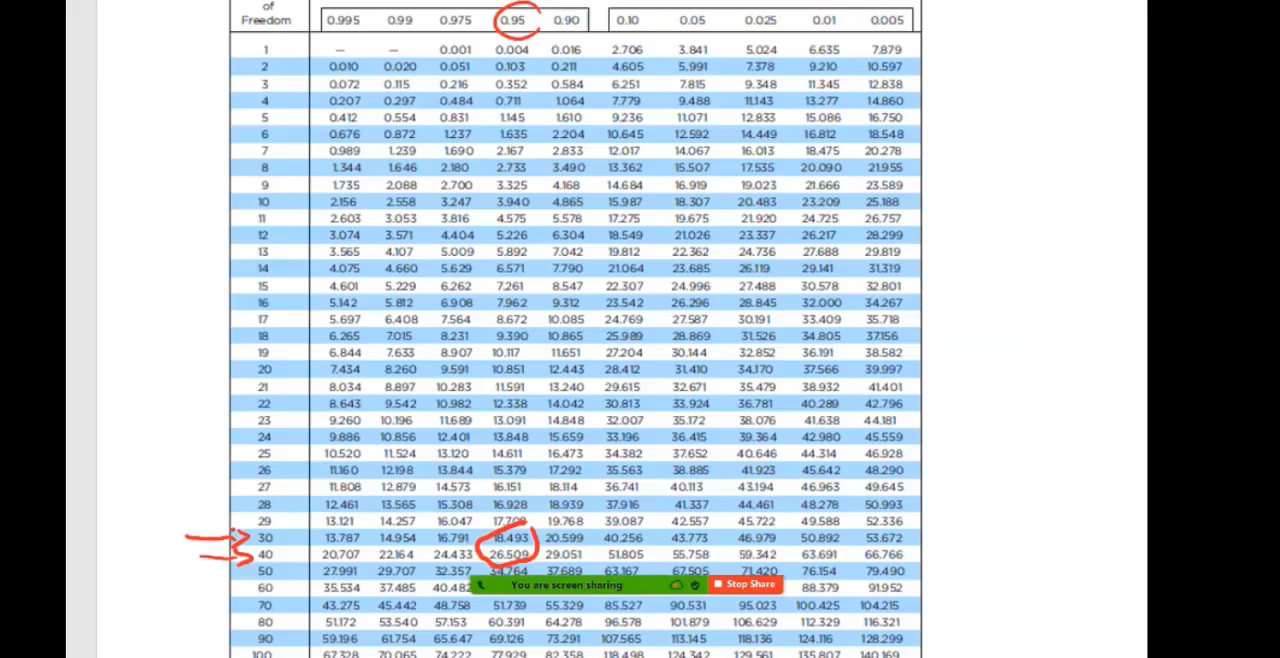 of
Freedom 0.995 0.99 0.975 0.95 0.90 0.10 0.05 0.025 0.01 0.005
1 — — 0.001 0.004 0.016 2.706 3.841 5.024 6.635 7.879
2 0.010 0.020 0.051 0.103 0.211 4.605 5.991 7.378 9.210 10.597
3 0.072 0.115 0.216 0.352 0.584 6.251 7.815 9.348 11.345 12.838
4 0.207 0.297 0.484 0.711 1.064 7.779 9.488 11.143 13.277 14.860
5 0.412 0.554 0.831 1.145 1.610 9.236 11.071 12.833 15.086 16.750
6 0.676 0.872 1.237 1.635 2.204 10.645 12.592 14.449 16.812 18.548
7 0.989 1.239 1.690 2.167 2.833 12.017 14.067 16.013 18.475 20.278
8 1.344 1.646 2.180 2.733 3.490 13.362 15.507 17.535 20.090 21.955
9 1.735 2.088 2.700 3.325 4.168 14.684 16.919 19.023 21.666 23.589
10 2.156 2.558 3.247 3.940 4.865 15.987 18.307 20.483 23.209 25.188
11 2.603 3.053 3.816 4.575 5.578 17.275 19.675 21.920 24.725 26.757
12 3.074 3.571 4.404 5.226 6.304 18.549 21.026 23.337 26.217 28.299
13 3.565 4.107 5.009 5.892 7.042 19.812 22.362 24.736 27.688 29.819
14 4.075 4.660 5.629 6.571 7.790 21.064 23.685 26.119 29.141 31.319
15 4.601 5.229 6.262 7.261 8.547 22.307 24.996 27.488 30.578 32.801
16 5.142 5.812 6.908 7.962 9.312 23.542 26.296 28.845 32.000 34.267
17 5.697 6.408 7.564 8.672 10.085 24.769 27.587 30.191 33.409 35.718
18 6.265 7.015 8.231 9.390 10.865 25.989 28.869 31.526 34.805 37.156
19 6.844 7.633 8.907 10.117 11.651 27.204 30.144 32.852 36.191 38.582
20 7.434 8.260 9.591 10.851 12.443 28.412 31.410 34.170 37.566 39.997
21 8.034 8.897 10.283 11.591 13.240 29.615 32.671 35.479 38.932 41.401
22 8.643 9.542 10.982 12.338 14.042 30.813 33.924 36.781 40.289 42.796
23 9.260 10.196 11.689 13.091 14.848 32.007 35.172 38.076 41.638 44.181
24 9.886 10.856 12.401 13.848 15.659 33.196 36.415 39.364 42.980 45.559
25 10.520 11.524 13.120 14.611 16.473 34.382 37.652 40.646 44.314 46.928
26 11.160 12.198 13.844 15.379 17.292 35.563 38.885 41.923 45.642 48.290
27 11.808 12.879 14.573 16.151 18.114 36.741 40.113 43.194 46.963 49.645
28 12.461 13.565 15.308 16.928 18.939 37.916 41.337 44.461 48.278 50.993
29 13.121 14.257 16.047 17.708 19.768 39.087 42.557 45.722 49.588 52.336
30 13.787 14.954 16.791 18.493 20.599 40.256 43.773 46.979 50.892 53.672
40 20.707 22.164 24.433 26.509 29.051 51.805 55.758 59.342 63.691 66.766
50 27.991 29.707 32.357 34.764 37.689 63.167 67.505 71.420 76.154 79.490
You are screen sharing Stop Share
60 35.534 37.485 40.482 88.379 91.952
70 43.275 45.442 48.758 51.739 55.329 85.527 90.531 95.023 100.425 104.215
80 51.172 53.540 57.153 60.391 64.278 96.578 101.879 106.629 112.329 116.321
90 59.196 61.754 65.647 69.126 73.291 107.565 113.145 118.136 124.116 128.299
100 67.328 70.065 74.222 77.929 82.358 118.498 124.342 129.561 135.807 140.169